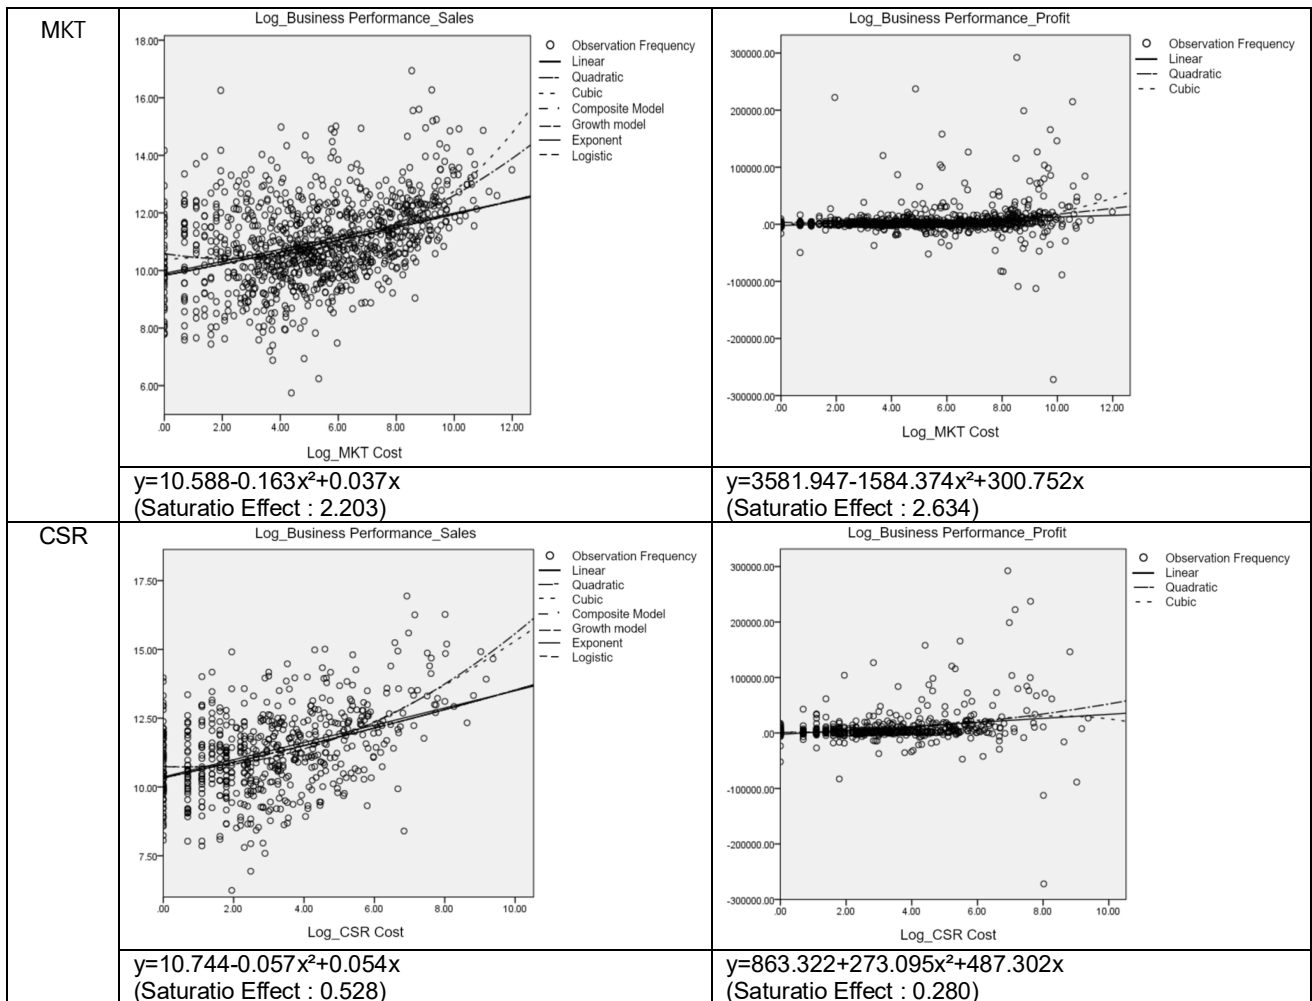 MKT
Log_Business Performance_Sales
18.00
16.00
14.00
12.00
10.00
8.00
6.00
.00 2.00 4.00 6.00 8.00 10.00 12.00
Log_MKT Cost
Observation Frequency
Linear
Quadratic
Cubic
Composite Model
Growth model
Exponent
Logistic
Log_Business Performance_Profit
300000.00
200000.00
100000.00
.00
-100000.00
-200000.00
-300000.00
.00 2.00 4.00 6.00 8.00 10.00 12.00
Log_MKT Cost
Observation Frequency
Linear
Quadratic
Cubic
y=10.588-0.163x²+0.037x
(Saturatio Effect : 2.203)
y=3581.947-1584.374x²+300.752x
(Saturatio Effect : 2.634)
CSR
Log_Business Performance_Sales
17.50
15.00
12.50
10.00
7.50
.00 2.00 4.00 6.00 8.00 10.00
Log_CSR Cost
Observation Frequency
Linear
Quadratic
Cubic
Composite Model
Growth model
Exponent
Logistic
Log_Business Performance_Profit
300000.00
200000.00
100000.00
.00
-100000.00
-200000.00
-300000.00
.00 2.00 4.00 6.00 8.00 10.00
Log_CSR Cost
Observation Frequency
Linear
Quadratic
Cubic
y=10.744-0.057x²+0.054x
(Saturatio Effect : 0.528)
y=863.322+273.095x²+487.302x
(Saturatio Effect : 0.280)